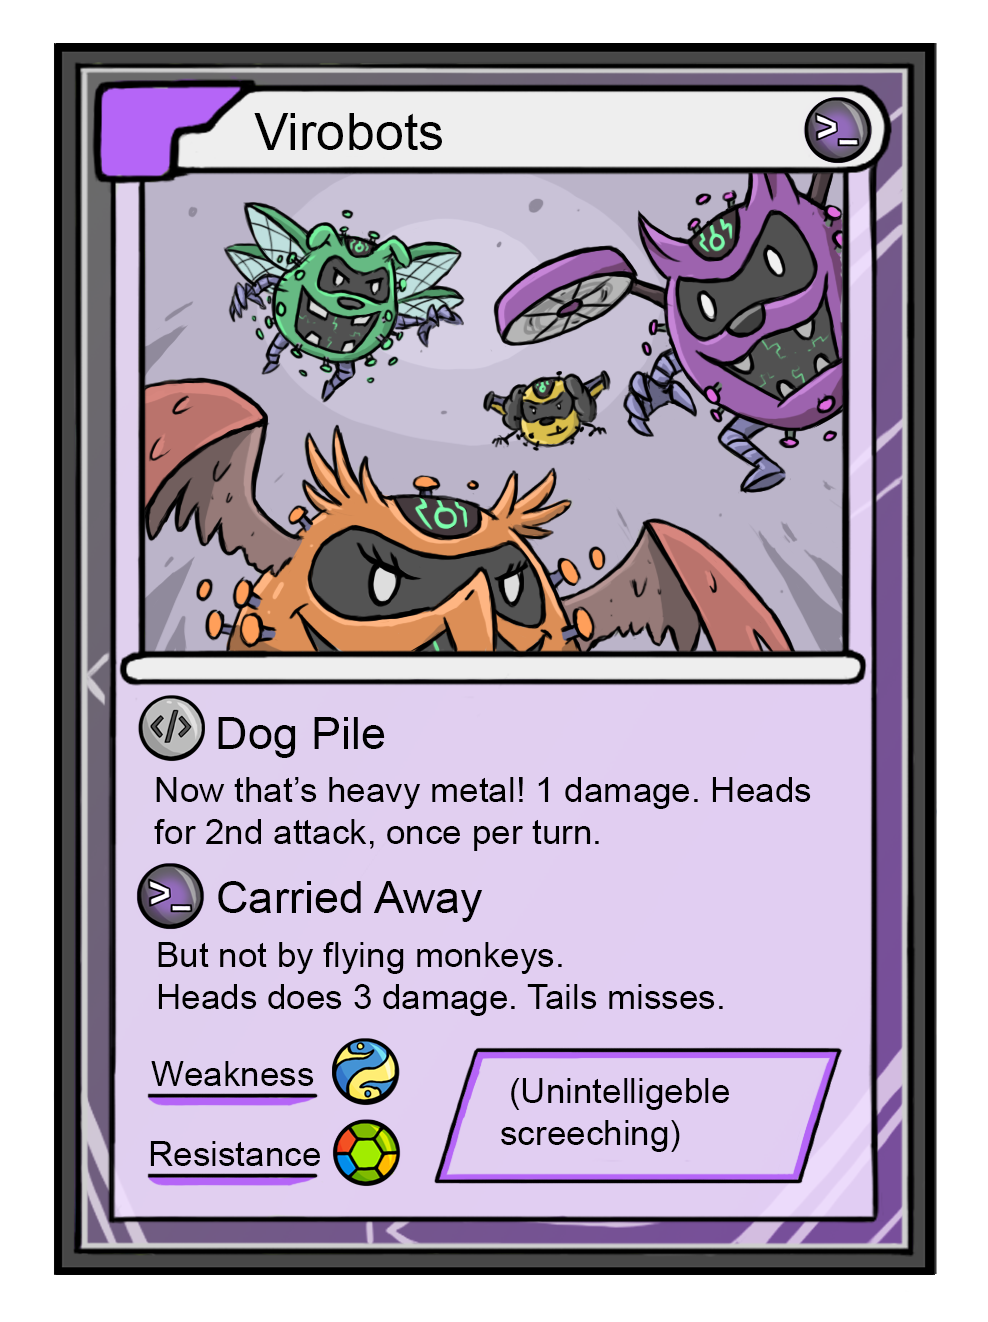 Virobots
>_
</> Dog Pile
Now that’s heavy metal! 1 damage. Heads
for 2nd attack, once per turn.
>_ Carried Away
But not by flying monkeys.
Heads does 3 damage. Tails misses.
Weakness
Resistance
(Unintelligeble
screeching)